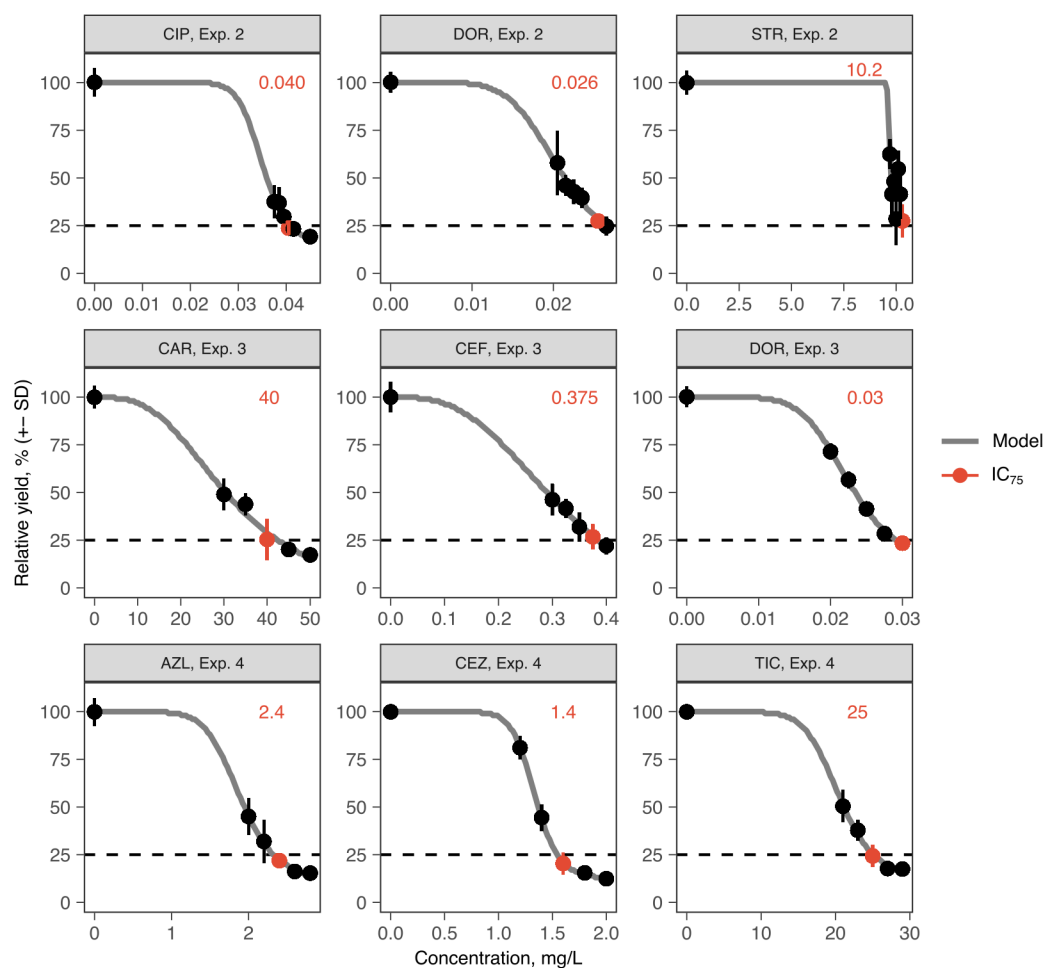 CIP, Exp. 2
DOR, Exp. 2
STR, Exp. 2
100
75
50
25
0
0.040
0.00 0.01 0.01 0.03 0.04
100
75
50
25
0
0.026
0.00 0.01 0.02
100
75
50
25
0
10.2
0.0 2.5 5.0 7.5 10.0
CAR, Exp. 3
CEF, Exp. 3
DOR, Exp. 3
100
75
50
25
0
40
0 10 20 30 40 50
100
75
50
25
0
0.375
0.0 0.1 0.2 0.3 0.4
100
75
50
25
0
0.03
0.00 0.01 0.02 0.03
AZL, Exp. 4
CEZ, Exp. 4
TIC, Exp. 4
100
75
50
25
0
2.4
0 1 2
100
75
50
25
0
1.4
0.0 0.5 1.0 1.5 2.0
100
75
50
25
0
25
0 10 20 30
Relative yield, % (+− SD)
Concentration, mg/L
Model
IC₇₅